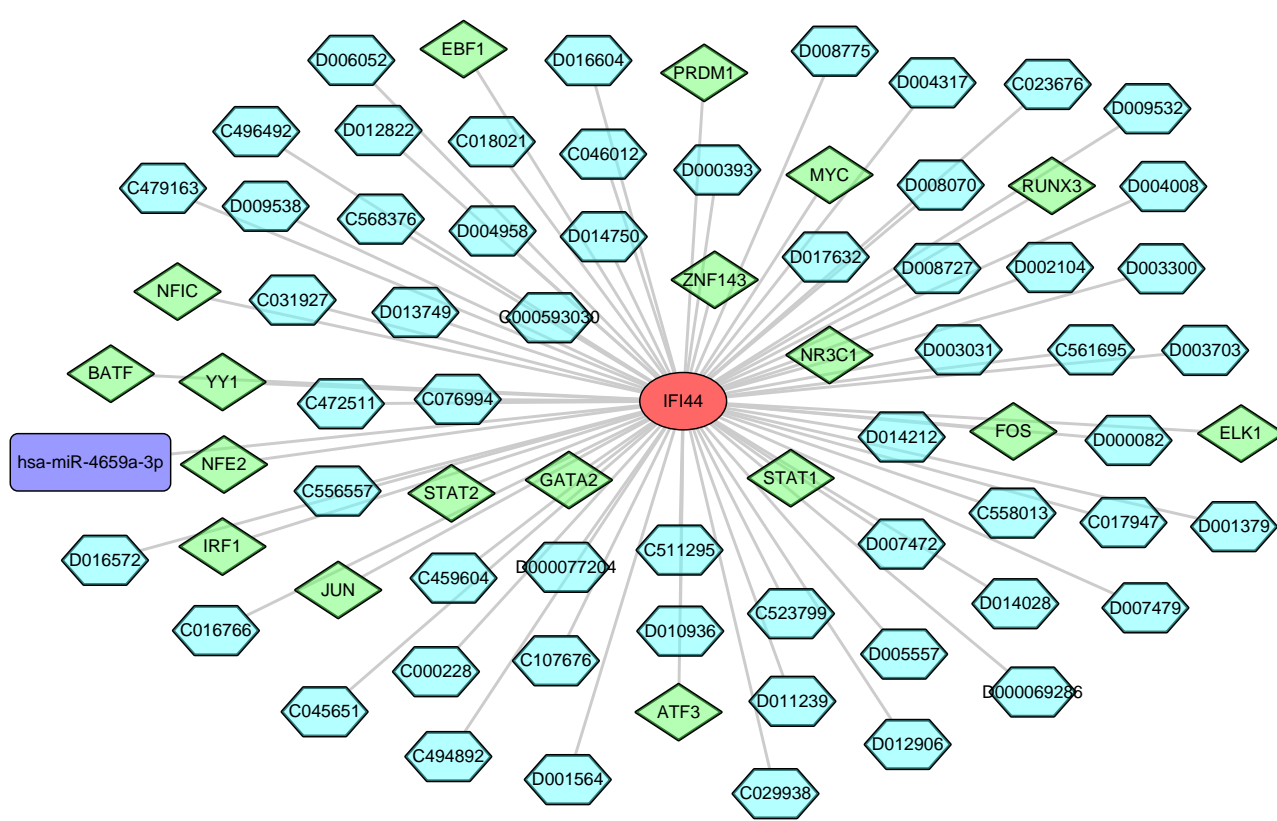 EBF1
D008775
D006052
D016604
PRDM1
D004317
C023676
D009532
C496492
D012822
C018021
C046012
D000393
MYC
D008070
RUNX3
D004008
C479163
D009538
C568376
D004958
D014750
D017632
D008727
D002104
D003300
ZNF143
NFIC
C031927
D013749
C000593030
NR3C1
D003031
C561695
D003703
BATF
YY1
C472511
C076994
IFI44
D014212
FOS
D000082
ELK1
hsa-miR-4659a-3p
NFE2
C556557
STAT2
GATA2
STAT1
C558013
C017947
D001379
D016572
IRF1
C511295
D007472
JUN
C459604
D000077204
C523799
D014028
D007479
C016766
D010936
C000228
C107676
D005557
D000069286
C045651
ATF3
D011239
C494892
D001564
D012906
C029938